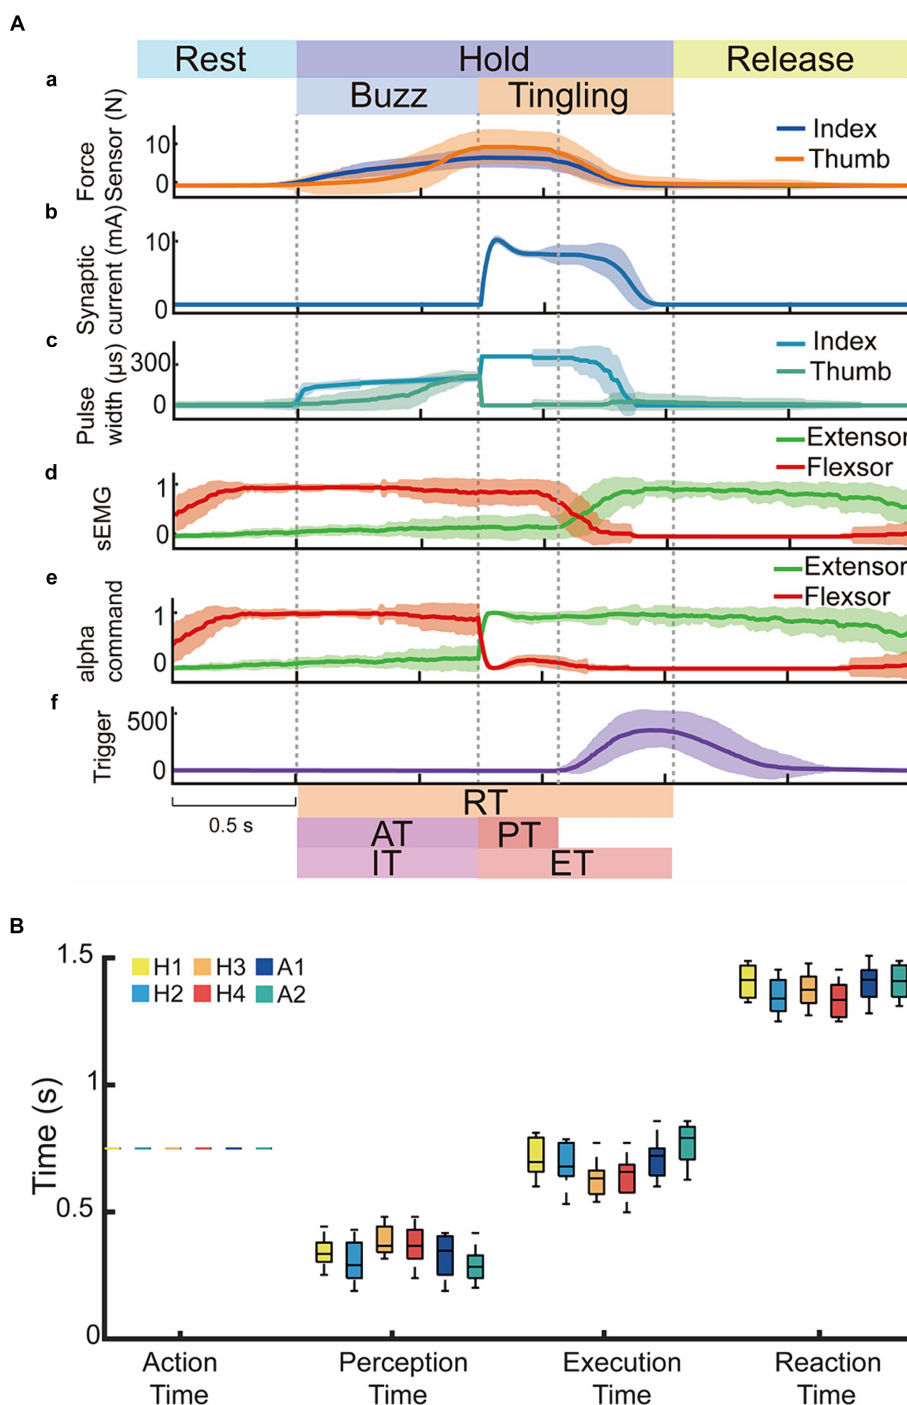 A
Rest Hold Release
Buzz Tingling
a
Force
Sensor (N)
10
0
Index
Thumb
b
Synaptic
current (mA)
10
0
c
Pulse
width (µs)
300
0
Index
Thumb
d
sEMG
1
0
Extensor
Flexsor
e
alpha
command
1
0
Extensor
Flexsor
f
Trigger
500
0
0.5 s
RT
AT PT
IT ET
B
Time (s)
1.5
1
0.5
0
H1 H3 A1
H2 H4 A2
Action
Time
Perception
Time
Execution
Time
Reaction
Time